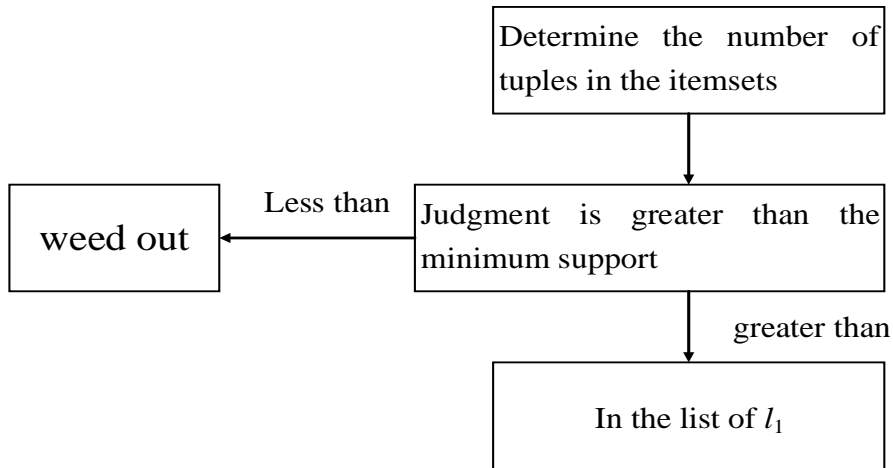 Determine the number of
tuples in the itemsets
Less than
weed out
Judgment is greater than the
minimum support
greater than
In the list of l₁